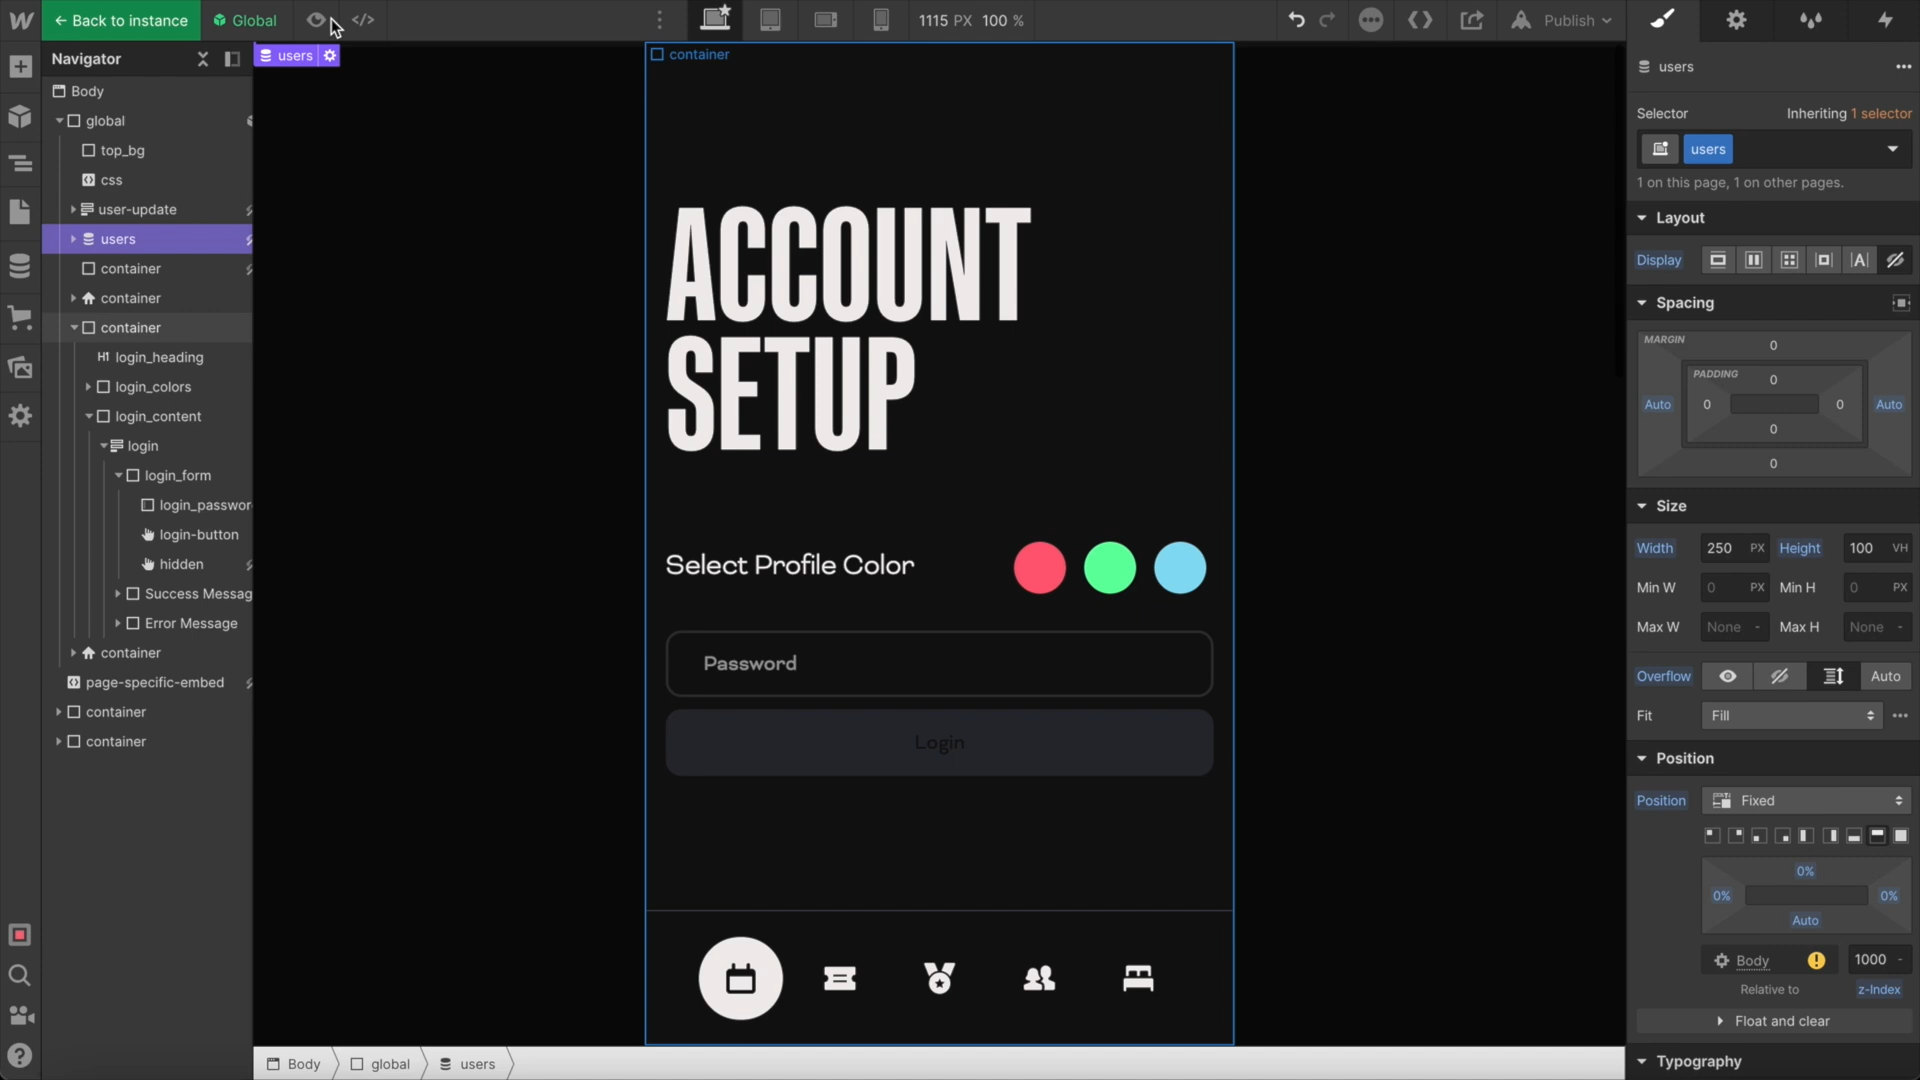 Back to instance
Global
1115 PX 100 %
Publish
Navigator
Body
global
top_bg
css
user-update
users
container
container
container
login_heading
login_colors
login_content
login
login_form
login_passwor
login-button
hidden
Success Messag
Error Message
container
page-specific-embed
container
container
users
container
ACCOUNT
SETUP
Select Profile Color
Password
Login
Body
global
users
users
Selector
Inheriting 1 selector
users
1 on this page, 1 on other pages.
Layout
Display
Spacing
MARGIN
0
PADDING
0
Auto 0 0 Auto
0
0
Size
Width 250 PX Height 100 VH
Min W 0 PX Min H 0 PX
Max W None - Max H None -
Overflow Auto
Fit Fill
Position
Position Fixed
0%
0% 0%
Auto
Body 1000 -
Relative to z-Index
Float and clear
Typography